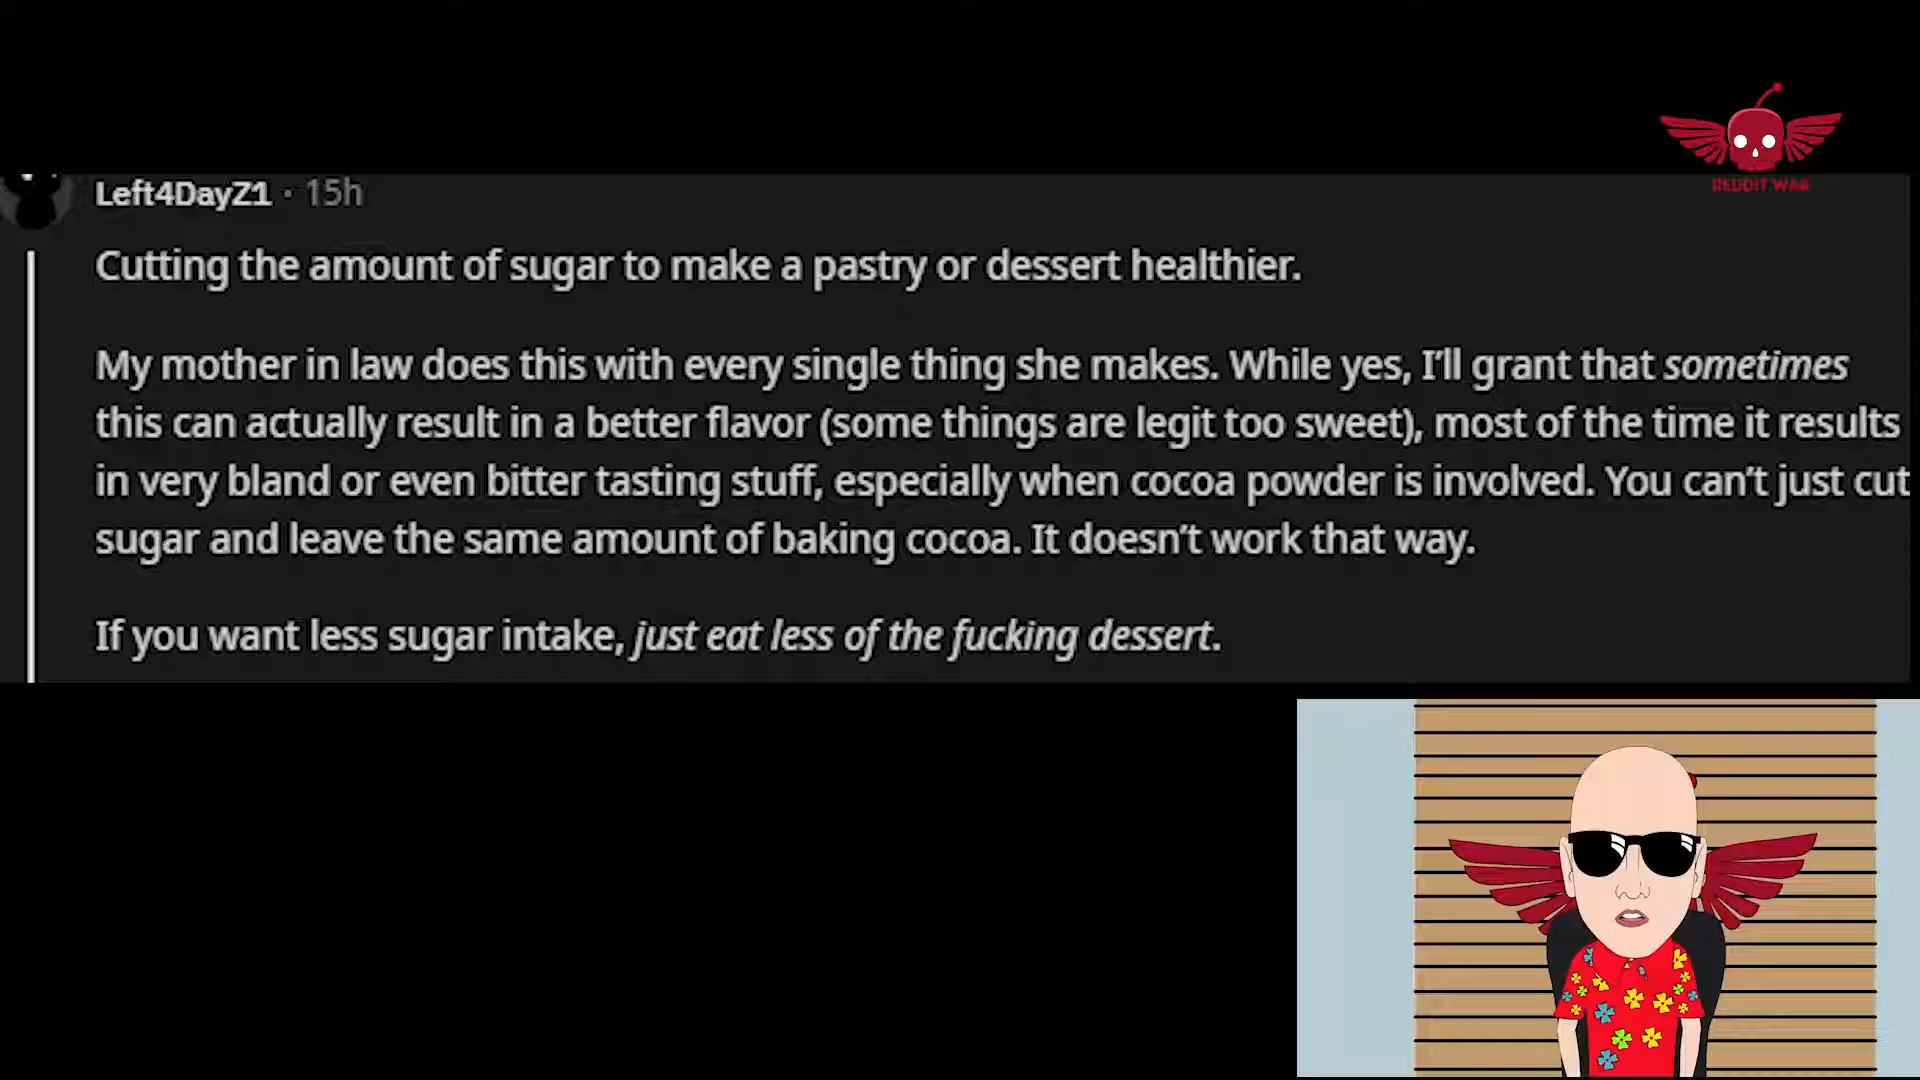 REDDIT WAR
Left4DayZ1 · 15h
Cutting the amount of sugar to make a pastry or dessert healthier.
My mother in law does this with every single thing she makes. While yes, I’ll grant that sometimes
this can actually result in a better flavor (some things are legit too sweet), most of the time it results
in very bland or even bitter tasting stuff, especially when cocoa powder is involved. You can’t just cut
sugar and leave the same amount of baking cocoa. It doesn’t work that way.
If you want less sugar intake, just eat less of the fucking dessert.